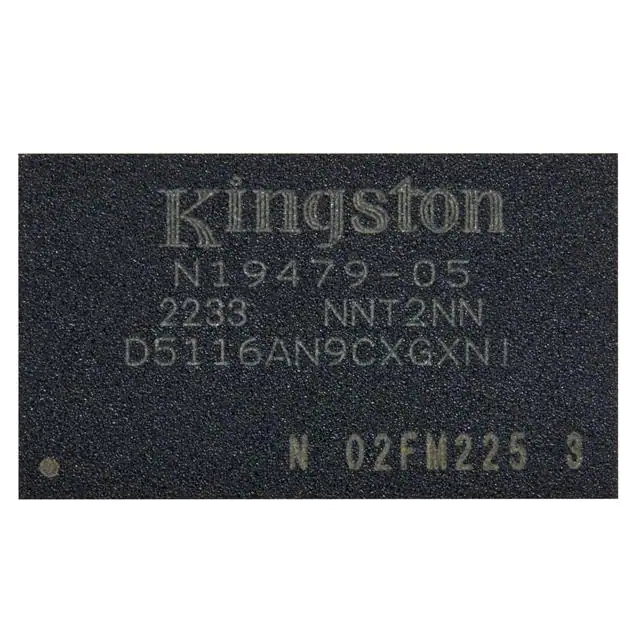 Kingston
N19479-05
2233 NNT2NN
D5116AN9CXGXNI
N 02FM225 3